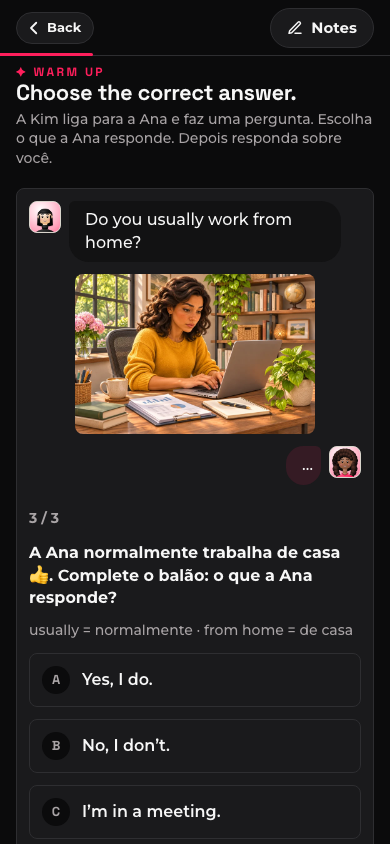 Back
Notes
WARM UP
Choose the correct answer.
A Kim liga para a Ana e faz uma pergunta. Escolha
o que a Ana responde. Depois responda sobre
você.
Do you usually work from
home?
...
3 / 3
A Ana normalmente trabalha de casa
👍. Complete o balão: o que a Ana
responde?
usually = normalmente · from home = de casa
A Yes, I do.
B No, I don’t.
C I’m in a meeting.